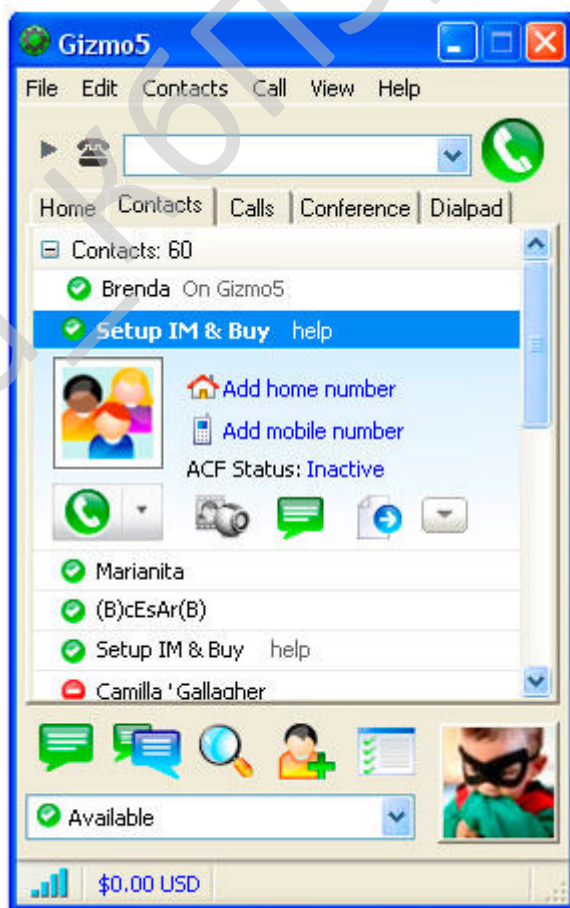 Gizmo5
File Edit Contacts Call View Help
Home Contacts Calls Conference Dialpad
Contacts: 60
Brenda On Gizmo5
Setup IM & Buy help
Add home number
Add mobile number
ACF Status: Inactive
Marianita
(B)cEsAr(B)
Setup IM & Buy help
Camilla 'Gallagher
Available
$0.00 USD